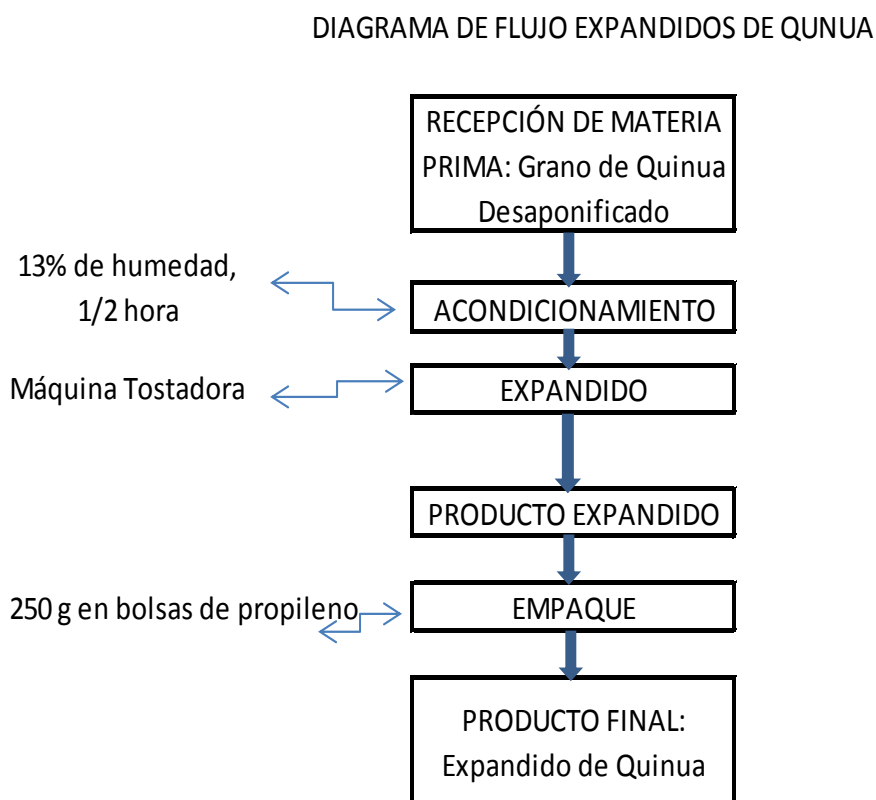 DIAGRAMA DE FLUJO EXPANDIDOS DE QUNUA
RECEPCIÓN DE MATERIA
PRIMA: Grano de Quinua
Desaponificado
13% de humedad,
1/2 hora
ACONDICIONAMIENTO
Máquina Tostadora
EXPANDIDO
PRODUCTO EXPANDIDO
250 g en bolsas de propileno
EMPAQUE
PRODUCTO FINAL:
Expandido de Quinua